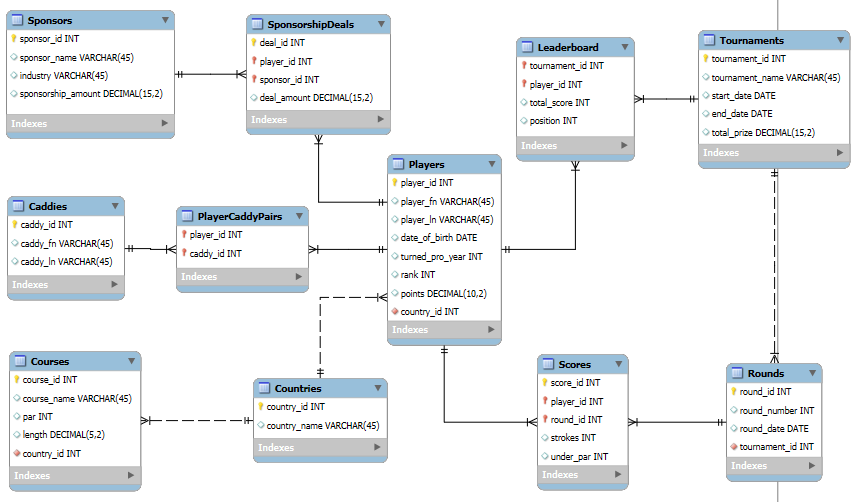 Sponsors
sponsor_id INT
sponsor_name VARCHAR(45)
industry VARCHAR(45)
sponsorship_amount DECIMAL(15,2)
Indexes
SponsorshipDeals
deal_id INT
player_id INT
sponsor_id INT
deal_amount DECIMAL(15,2)
Indexes
Leaderboard
tournament_id INT
player_id INT
total_score INT
position INT
Indexes
Tournaments
tournament_id INT
tournament_name VARCHAR(45)
start_date DATE
end_date DATE
total_prize DECIMAL(15,2)
Indexes
Caddies
caddy_id INT
caddy_fn VARCHAR(45)
caddy_ln VARCHAR(45)
Indexes
PlayerCaddyPairs
player_id INT
caddy_id INT
Indexes
Players
player_id INT
player_fn VARCHAR(45)
player_ln VARCHAR(45)
date_of_birth DATE
turned_pro_year INT
rank INT
points DECIMAL(10,2)
country_id INT
Indexes
Courses
course_id INT
course_name VARCHAR(45)
par INT
length DECIMAL(5,2)
country_id INT
Indexes
Countries
country_id INT
country_name VARCHAR(45)
Indexes
Scores
score_id INT
player_id INT
round_id INT
strokes INT
under_par INT
Indexes
Rounds
round_id INT
round_number INT
round_date DATE
tournament_id INT
Indexes